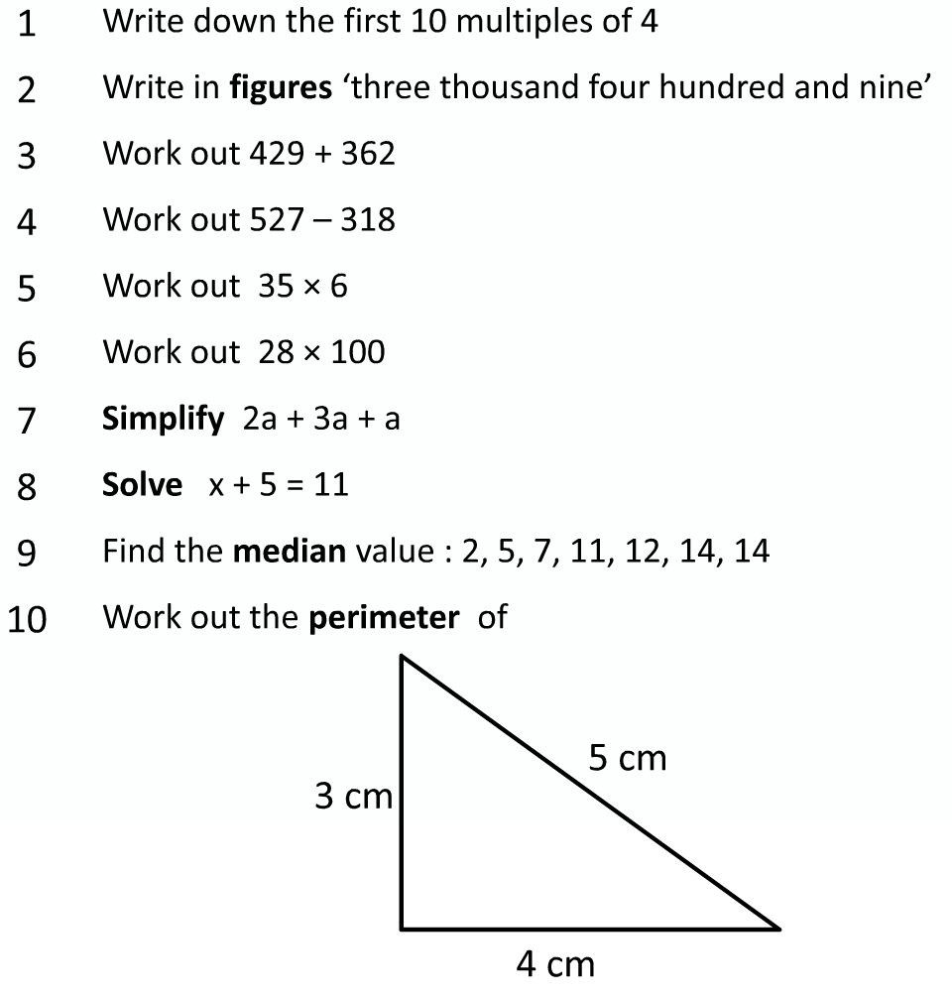 1 Write down the first 10 multiples of 4
2 Write in figures ‘three thousand four hundred and nine’
3 Work out 429 + 362
4 Work out 527 – 318
5 Work out 35 × 6
6 Work out 28 × 100
7 Simplify 2a + 3a + a
8 Solve x + 5 = 11
9 Find the median value : 2, 5, 7, 11, 12, 14, 14
10 Work out the perimeter of
5 cm
3 cm
4 cm